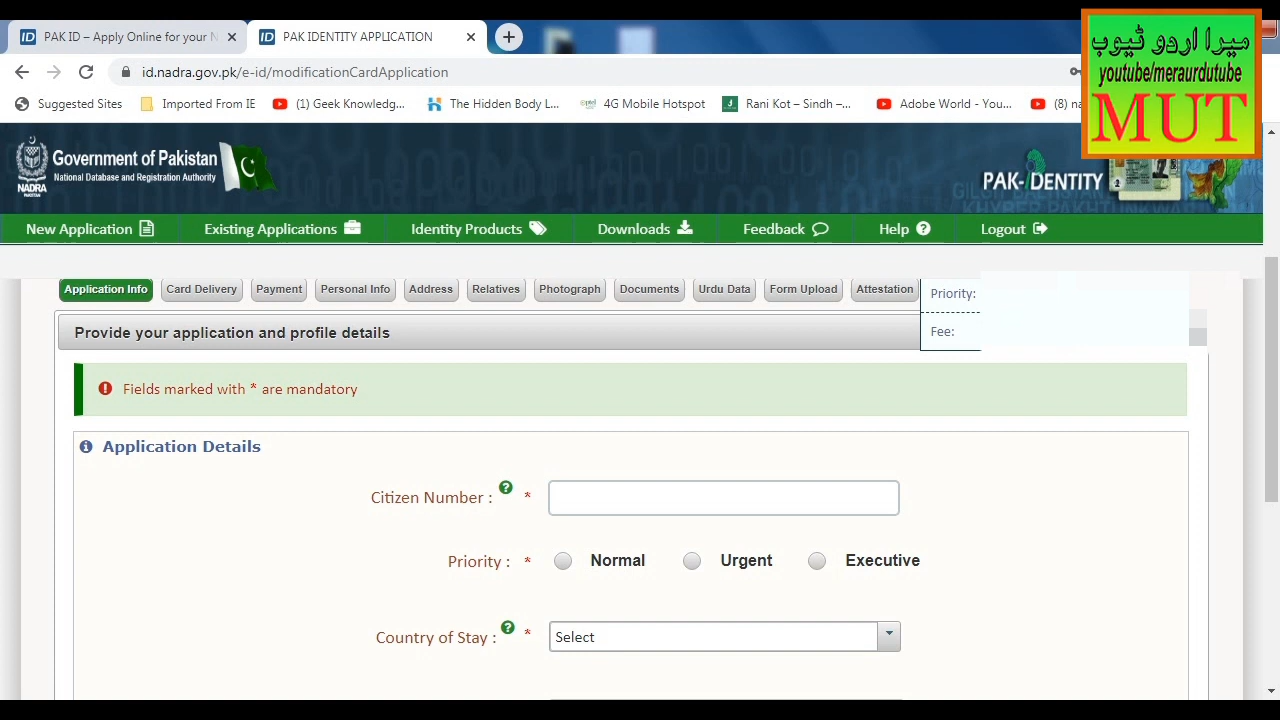 PAK ID – Apply Online for your N
PAK IDENTITY APPLICATION
id.nadra.gov.pk/e-id/modificationCardApplication
Suggested Sites
Imported From IE
(1) Geek Knowledg...
The Hidden Body L...
4G Mobile Hotspot
Rani Kot – Sindh –...
Adobe World - You...
(8) na
میرا اردو ٹیوب
youtube/meraurdutube
MUT
NADRA
PAKISTAN
Government of Pakistan
National Database and Registration Authority
PAK-IDENTITY
New Application
Existing Applications
Identity Products
Downloads
Feedback
Help
Logout
Application Info
Card Delivery
Payment
Personal Info
Address
Relatives
Photograph
Documents
Urdu Data
Form Upload
Attestation
Priority:
Fee:
Provide your application and profile details
Fields marked with * are mandatory
Application Details
Citizen Number : ? *
Priority : * Normal Urgent Executive
Country of Stay : ? * Select